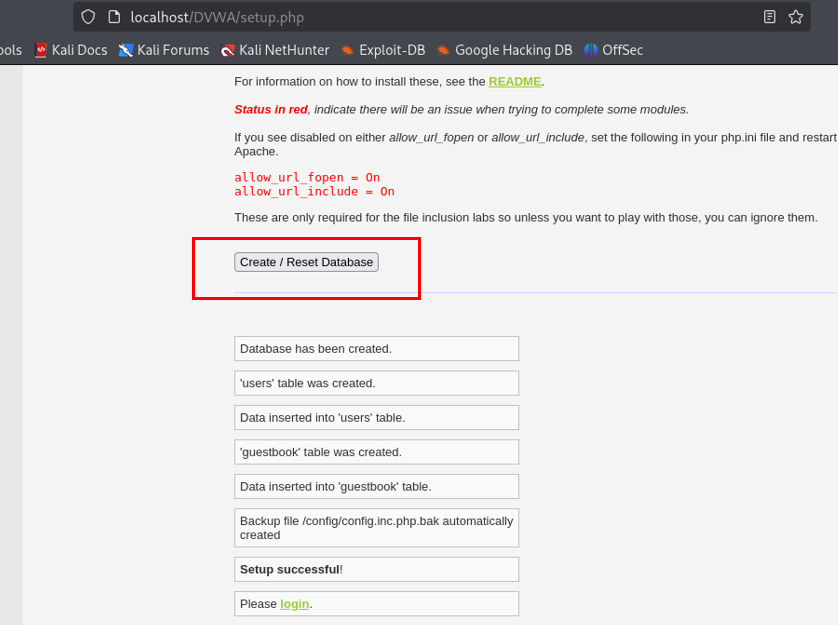 localhost/DVWA/setup.php
ools Kali Docs Kali Forums Kali NetHunter Exploit-DB Google Hacking DB OffSec
For information on how to install these, see the README.
Status in red, indicate there will be an issue when trying to complete some modules.
If you see disabled on either allow_url_fopen or allow_url_include, set the following in your php.ini file and restart
Apache.
allow_url_fopen = On
allow_url_include = On
These are only required for the file inclusion labs so unless you want to play with those, you can ignore them.
Create / Reset Database
Database has been created.
'users' table was created.
Data inserted into 'users' table.
'guestbook' table was created.
Data inserted into 'guestbook' table.
Backup file /config/config.inc.php.bak automatically
created
Setup successful!
Please login.